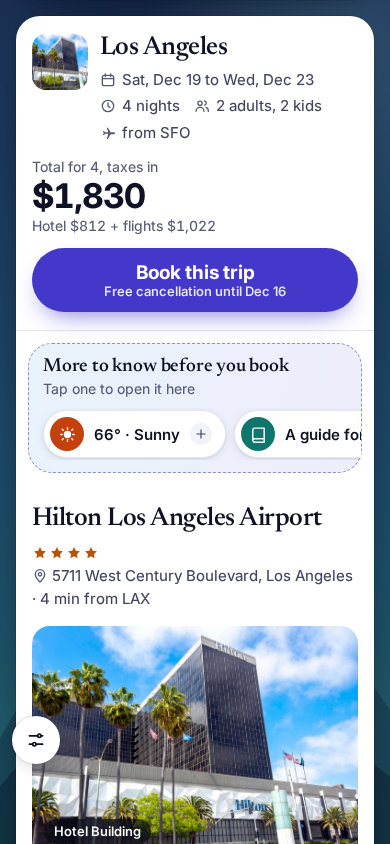 Los Angeles
Sat, Dec 19 to Wed, Dec 23
4 nights 2 adults, 2 kids
from SFO
Total for 4, taxes in
$1,830
Hotel $812 + flights $1,022
Book this trip
Free cancellation until Dec 16
More to know before you book
Tap one to open it here
66° · Sunny
A guide for
Hilton Los Angeles Airport
5711 West Century Boulevard, Los Angeles
· 4 min from LAX
Hilton
Hotel Building